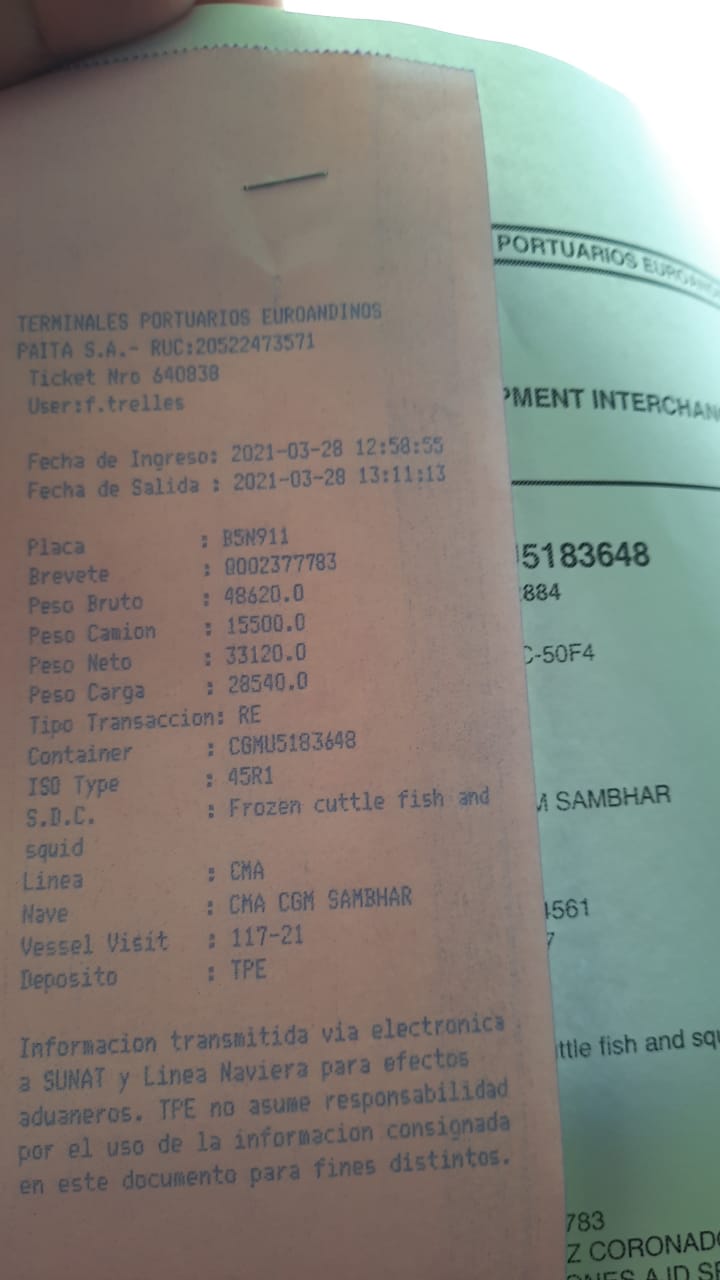 TERMINALES PORTUARIOS EUROANDINOS
PAITA S.A.- RUC:20522473571
Ticket Nro 640838
User:f.trelles
Fecha de Ingreso: 2021-03-28 12:58:55
Fecha de Salida : 2021-03-28 13:11:13
Placa : B5N911
Brevete : Q002377783
Peso Bruto : 48620.0
Peso Camion : 15500.0
Peso Neto : 33120.0
Peso Carga : 28540.0
Tipo Transaccion: RE
Container : CGMU5183648
ISO Type : 45R1
S.D.C. : Frozen cuttle fish and
squid
Linea : CMA
Nave : CMA CGM SAMBHAR
Vessel Visit : 117-21
Deposito : TPE
Informacion transmitida via electronica
a SUNAT y Linea Naviera para efectos
aduaneros. TPE no asume responsabilidad
por el uso de la informacion consignada
en este documento para fines distintos.
PORTUARIOS
PMENT INTERCHAN
5183648
884
C-50F4
M SAMBHAR
4561
7
ttle fish and squ
783
Z CORONADO